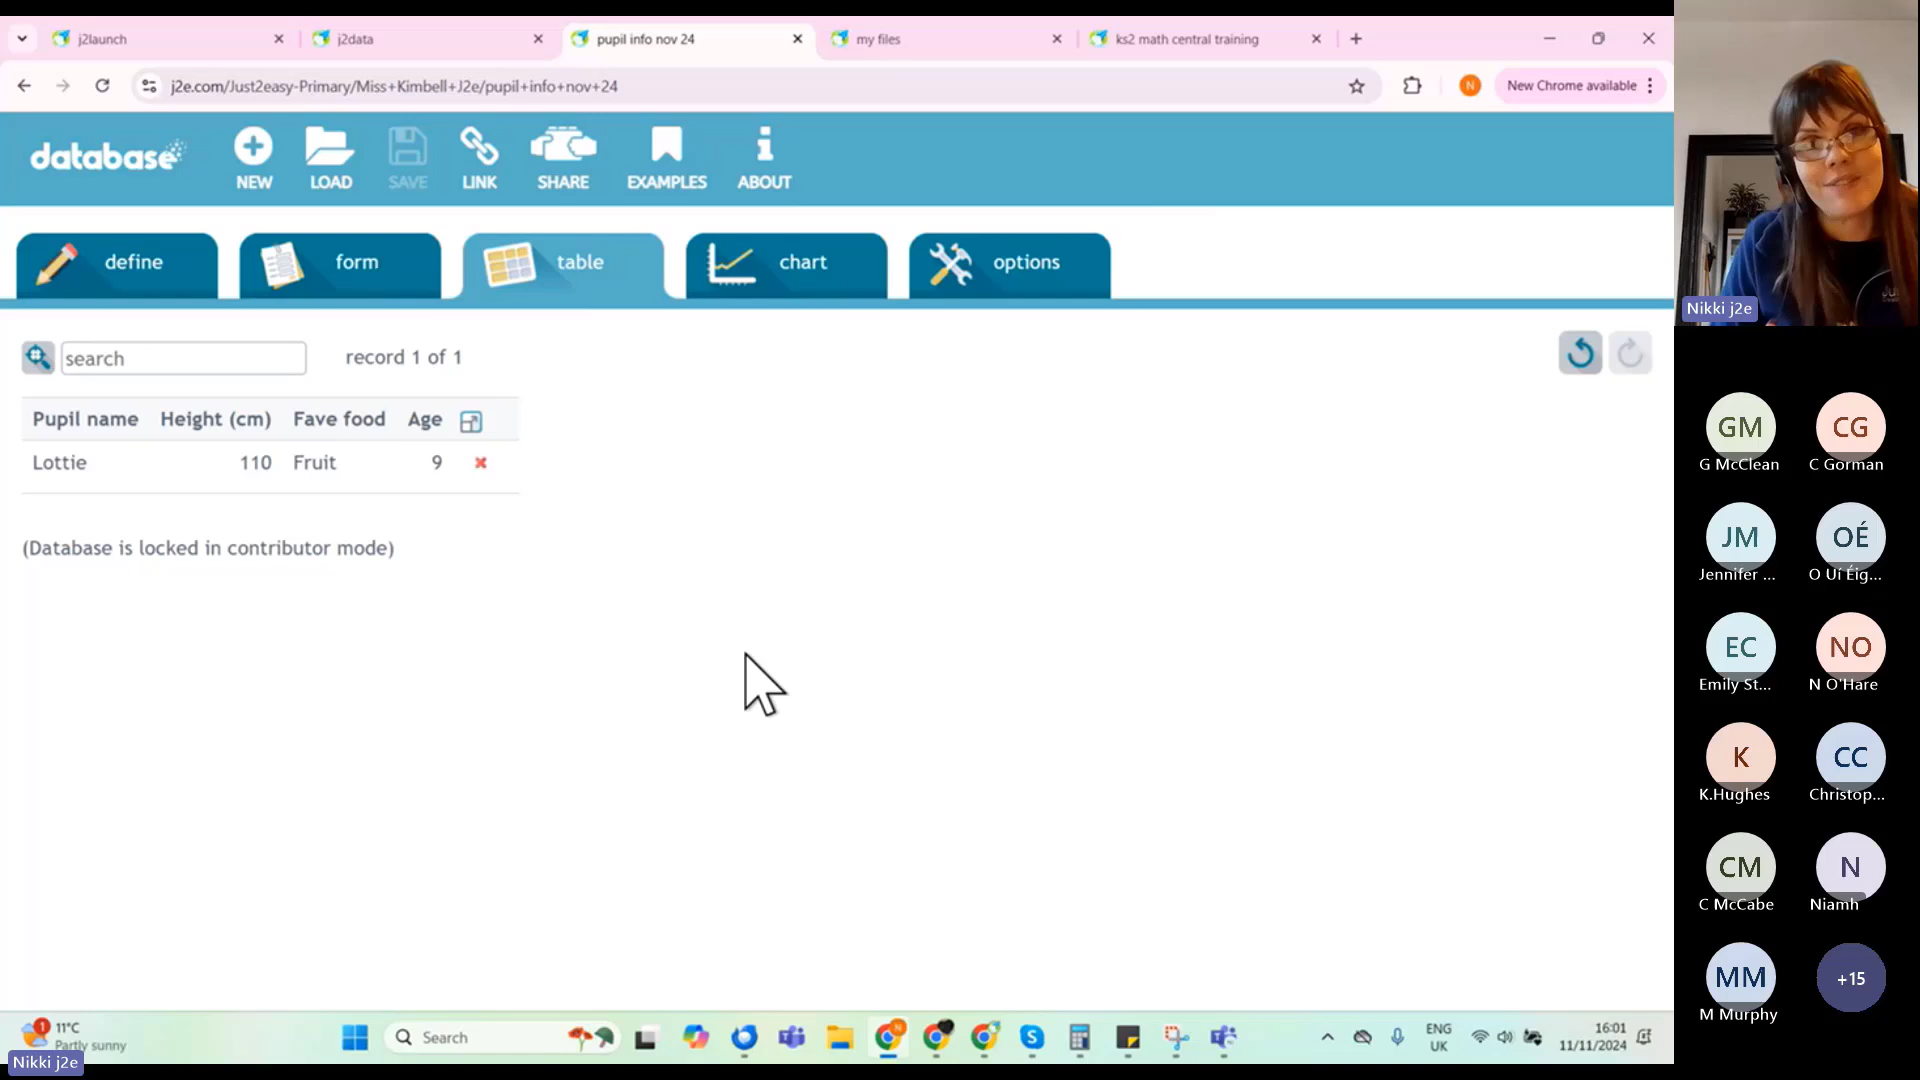 j2launch
j2data
pupil info nov 24
my files
ks2 math central training
j2e.com/Just2easy-Primary/Miss+Kimbell+J2e/pupil+info+nov+24
N
New Chrome available
database
NEW
LOAD
SAVE
LINK
SHARE
EXAMPLES
ABOUT
define
form
table
chart
options
search
record 1 of 1
Pupil name Height (cm) Fave food Age
Lottie 110 Fruit 9
(Database is locked in contributor mode)
Nikki j2e
GM
G McClean
CG
C Gorman
JM
Jennifer ...
OÉ
O Uí Éig...
EC
Emily St...
NO
N O'Hare
K
K.Hughes
CC
Christop...
CM
C McCabe
N
Niamh
MM
M Murphy
+15
1
11°C
Partly sunny
Search
ENG
UK
16:01
11/11/2024
Nikki j2e